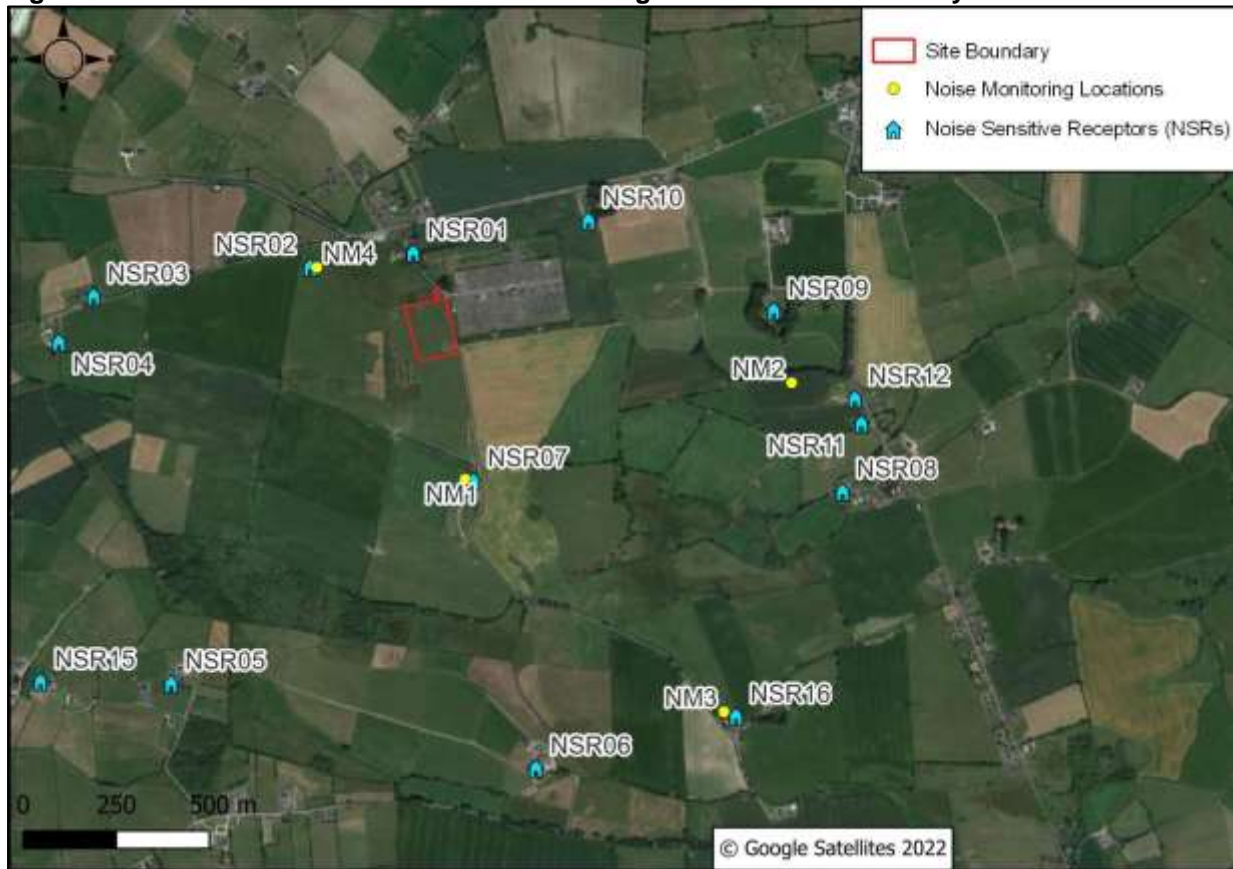 Site Boundary
Noise Monitoring Locations
Noise Sensitive Receptors (NSRs)
NSR10
NSR02
NM4
NSR01
NSR03
NSR09
NSR04
NM2
NSR12
NSR11
NSR07
NSR08
NM1
NSR15
NSR05
NM3
NSR16
NSR06
0 250 500 m
© Google Satellites 2022